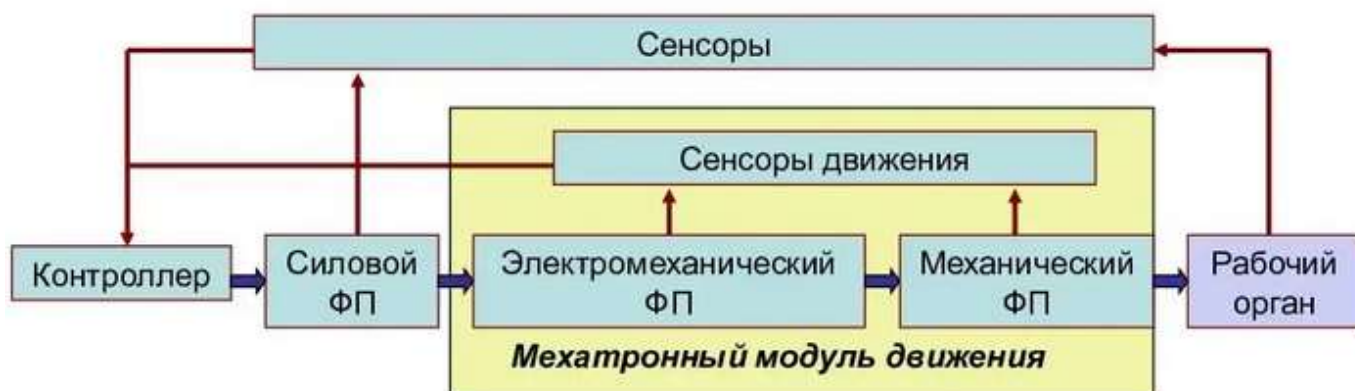 Сенсоры
Сенсоры движения
Контроллер
Силовой
ФП
Электромеханический
ФП
Механический
ФП
Рабочий
орган
Мехатронный модуль движения